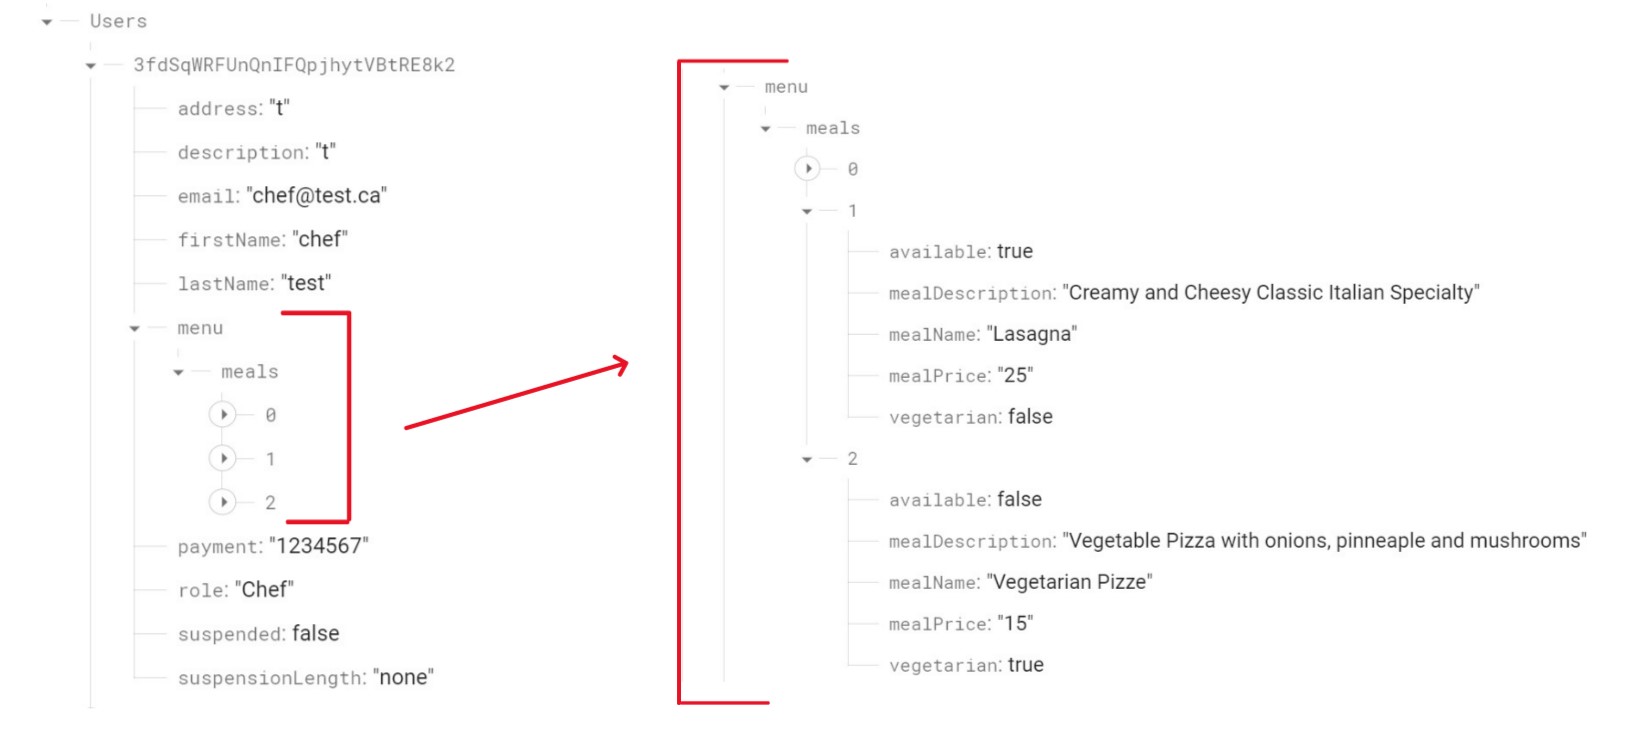 Users
3fdSqWRFUnQnIFQpjhytVBtRE8k2
address: "t"
description: "t"
email: "chef@test.ca"
firstName: "chef"
lastName: "test"
menu
meals
0
1
2
payment: "1234567"
role: "Chef"
suspended: false
suspensionLength: "none"
menu
meals
0
1
available: true
mealDescription: "Creamy and Cheesy Classic Italian Specialty"
mealName: "Lasagna"
mealPrice: "25"
vegetarian: false
2
available: false
mealDescription: "Vegetable Pizza with onions, pinneaple and mushrooms"
mealName: "Vegetarian Pizze"
mealPrice: "15"
vegetarian: true